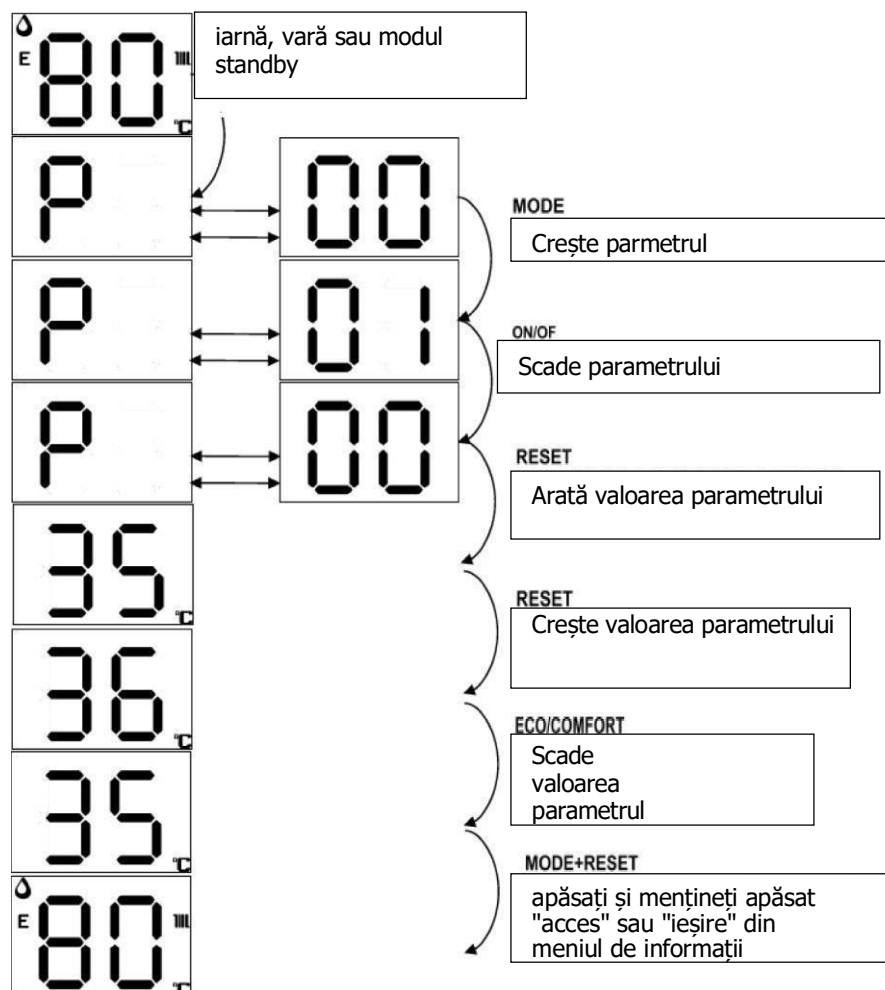 E 80 °C
iarnă, vară sau modul
standby
P 00
MODE
Crește parmetrul
P 01
ON/OF
Scade parametrului
P 00
RESET
Arată valoarea parametrului
35 °C
RESET
Crește valoarea parametrului
36 °C
ECO/COMFORT
Scade
valoarea
parametrul
35 °C
MODE+RESET
apăsați și mențineți apăsat
"acces" sau "ieșire" din
meniul de informații
E 80 °C